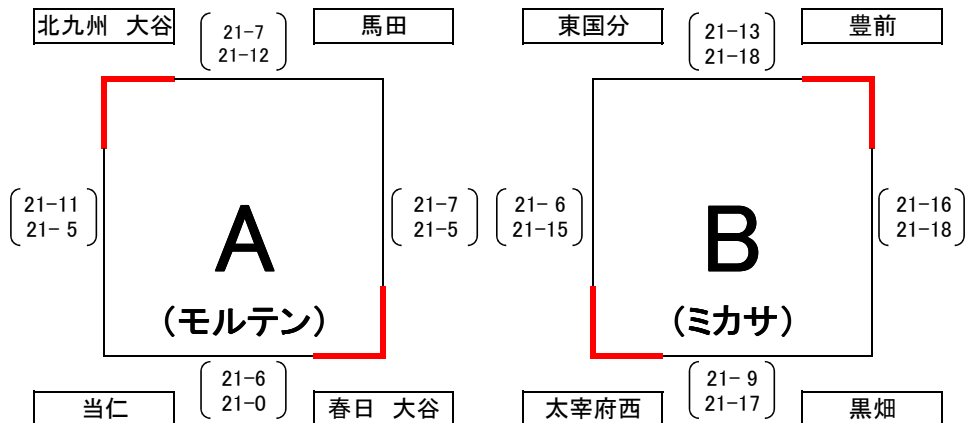 北九州 大谷
21-7
21-12
馬田
東国分
21-13
21-18
豊前
21-11
21- 5
A
(モルテン)
21-7
21-5
21- 6
21-15
B
(ミカサ)
21-16
21-18
当仁
21-6
21-0
春日 大谷
太宰府西
21- 9
21-17
黒畑